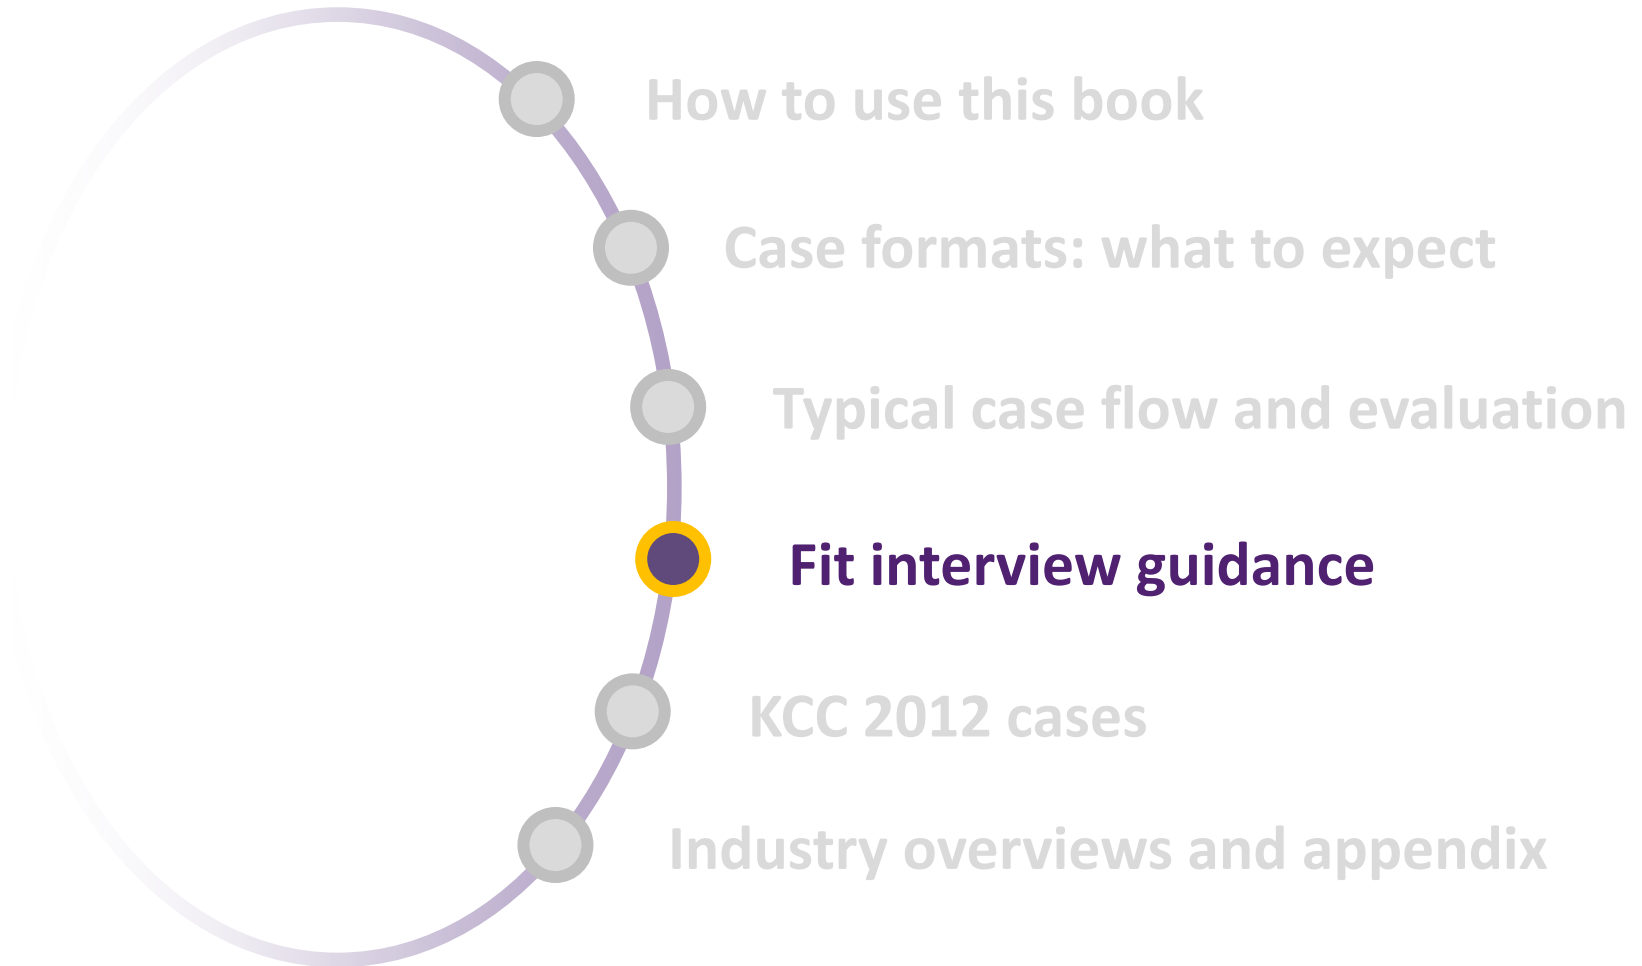 How to use this book
Case formats: what to expect
Typical case flow and evaluation
Fit interview guidance
KCC 2012 cases
Industry overviews and appendix